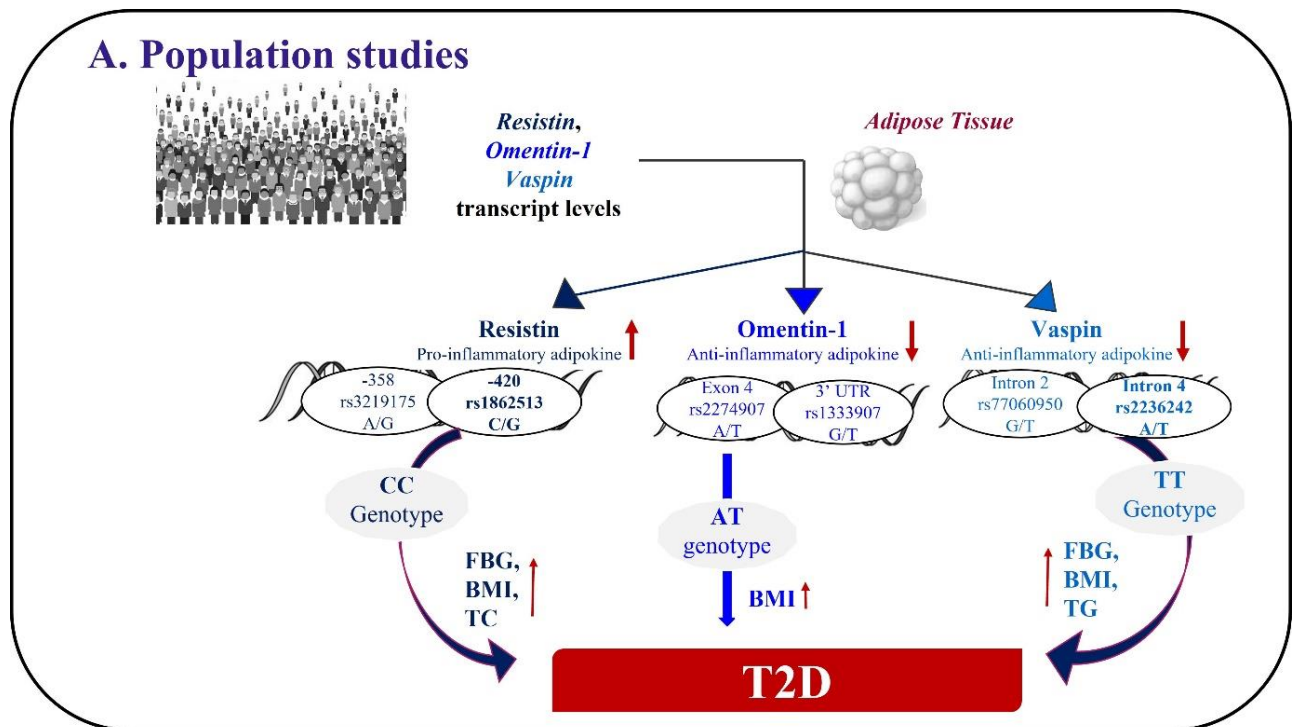 A. Population studies
Resistin,
Omentin-1
Vaspin
transcript levels
Adipose Tissue
Resistin
Pro-inflammatory adipokine
-358
rs3219175
A/G
-420
rs1862513
C/G
Omentin-1
Anti-inflammatory adipokine
Exon 4
rs2274907
A/T
3’ UTR
rs1333907
G/T
Vaspin
Anti-inflammatory adipokine
Intron 2
rs77060950
G/T
Intron 4
rs2236242
A/T
CC
Genotype
AT
genotype
TT
Genotype
FBG,
BMI,
TC
BMI
FBG,
BMI,
TG
T2D